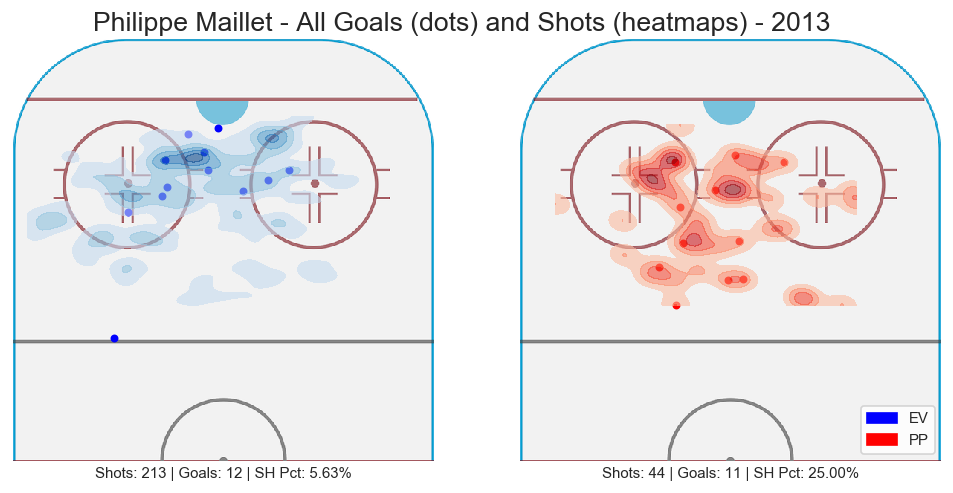 Philippe Maillet - All Goals (dots) and Shots (heatmaps) - 2013
EV
PP
Shots: 213 | Goals: 12 | SH Pct: 5.63%
Shots: 44 | Goals: 11 | SH Pct: 25.00%